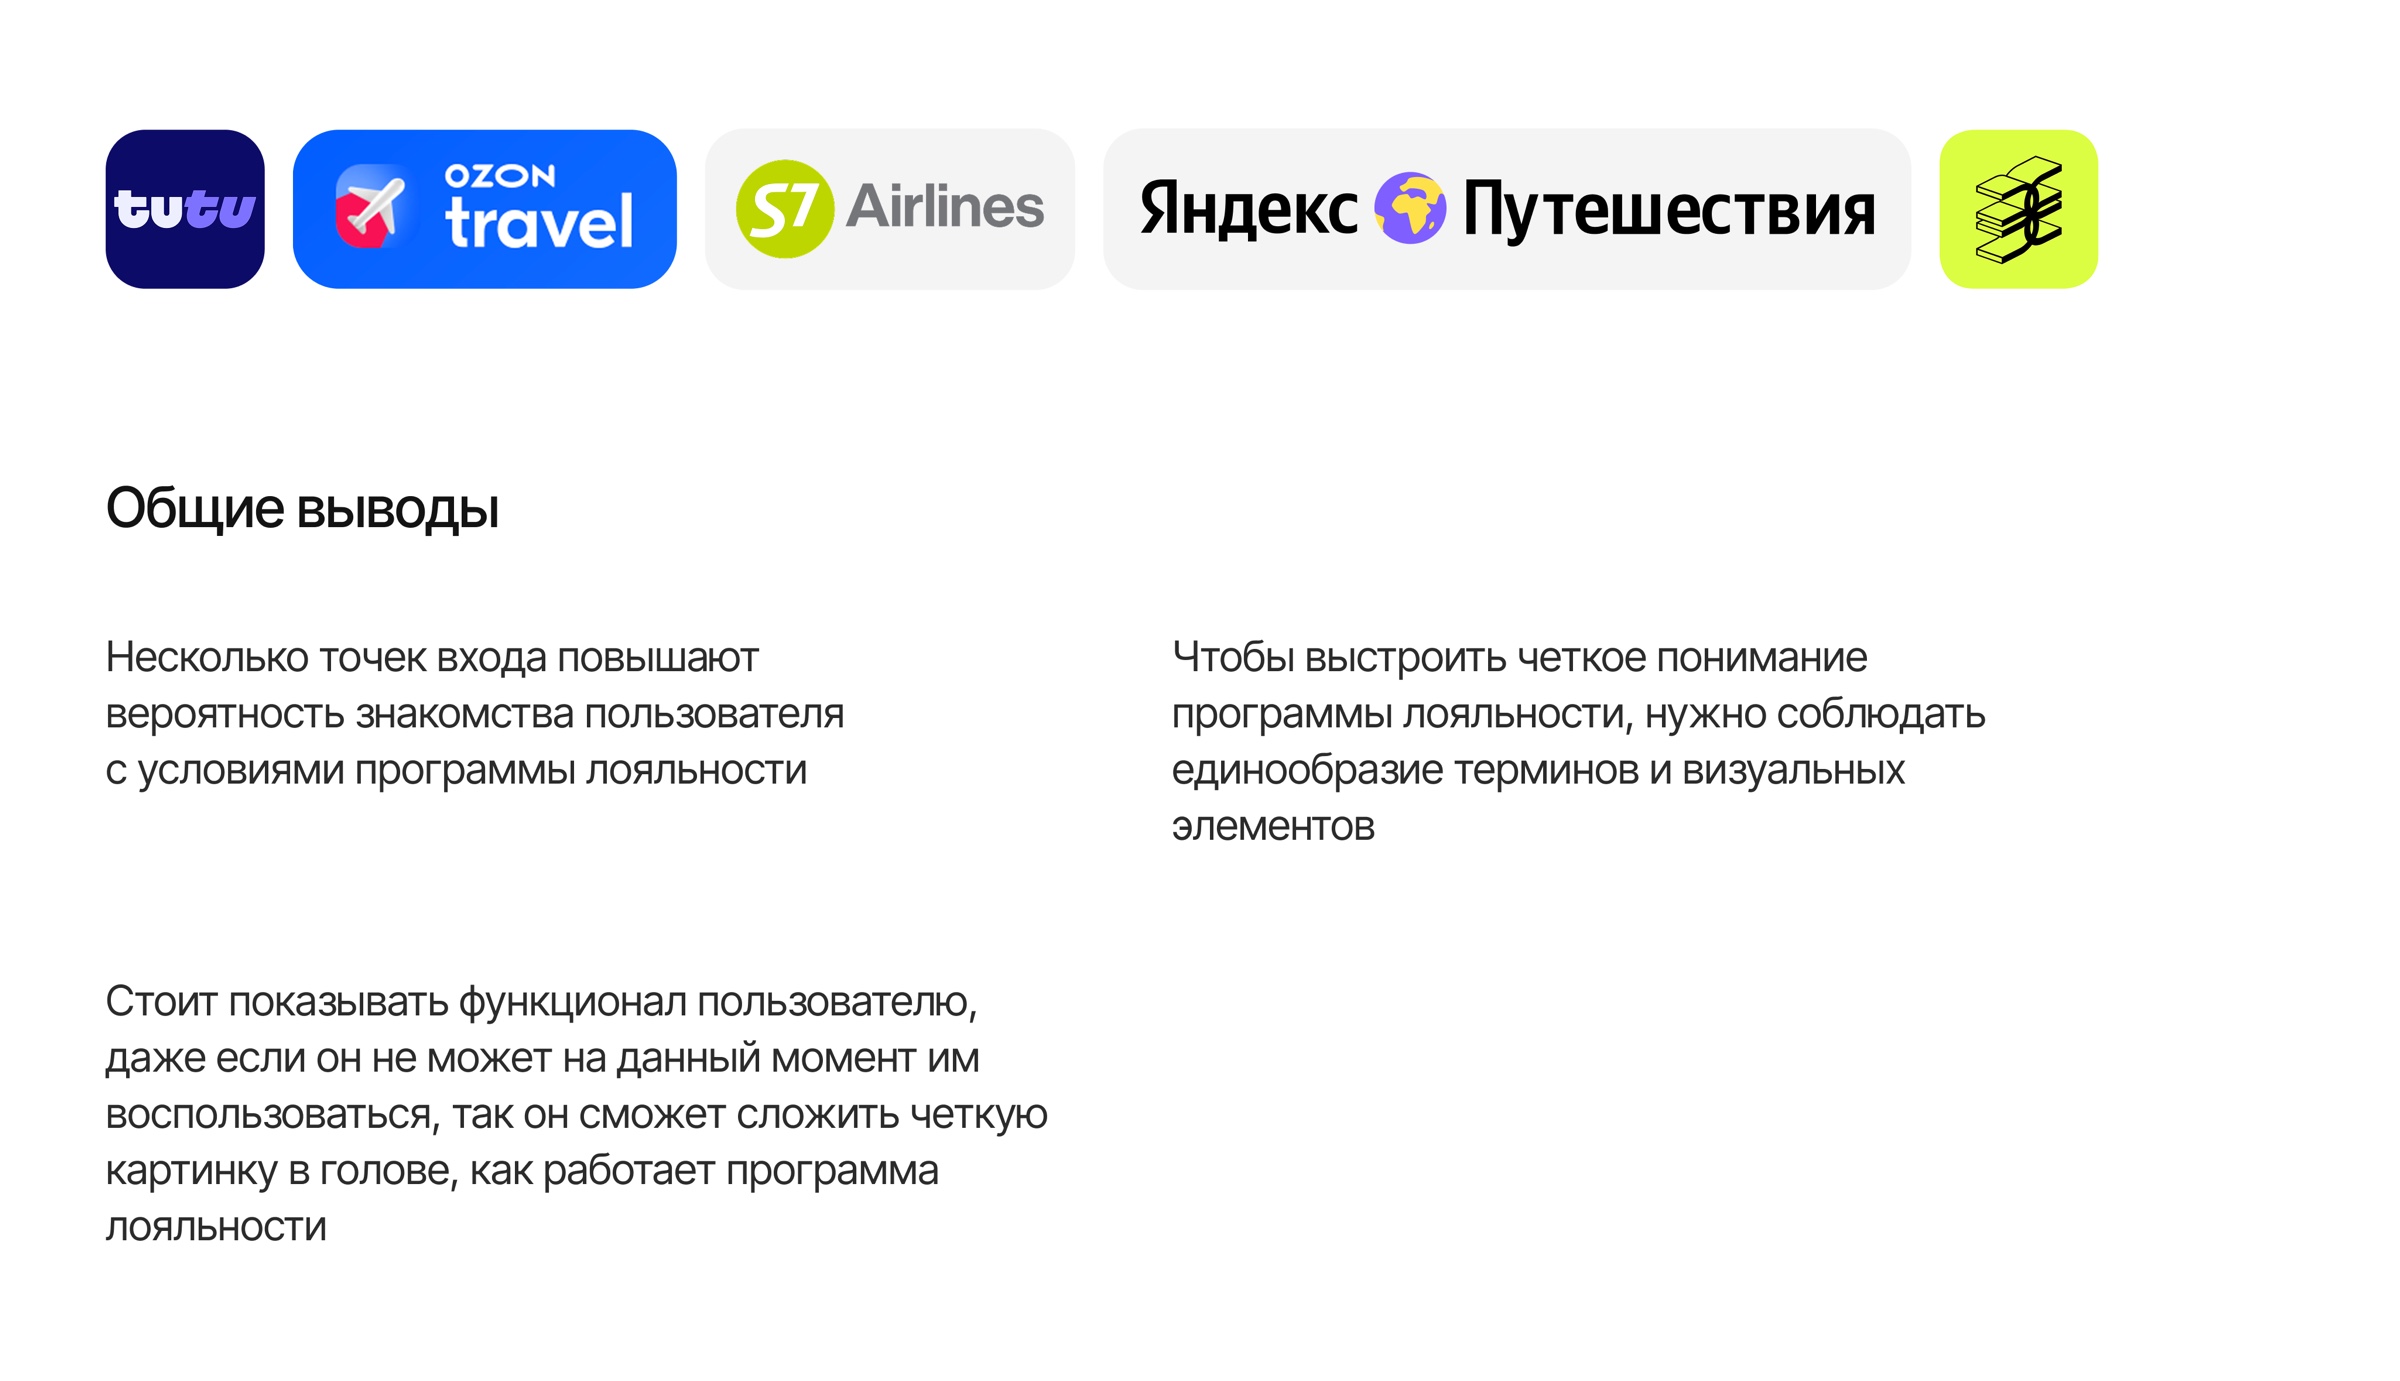 tutu
OZON
travel
S7 Airlines
Яндекс Путешествия
Общие выводы
Несколько точек входа повышают
вероятность знакомства пользователя
с условиями программы лояльности
Чтобы выстроить четкое понимание
программы лояльности, нужно соблюдать
единообразие терминов и визуальных
элементов
Стоит показывать функционал пользователю,
даже если он не может на данный момент им
воспользоваться, так он сможет сложить четкую
картинку в голове, как работает программа
лояльности